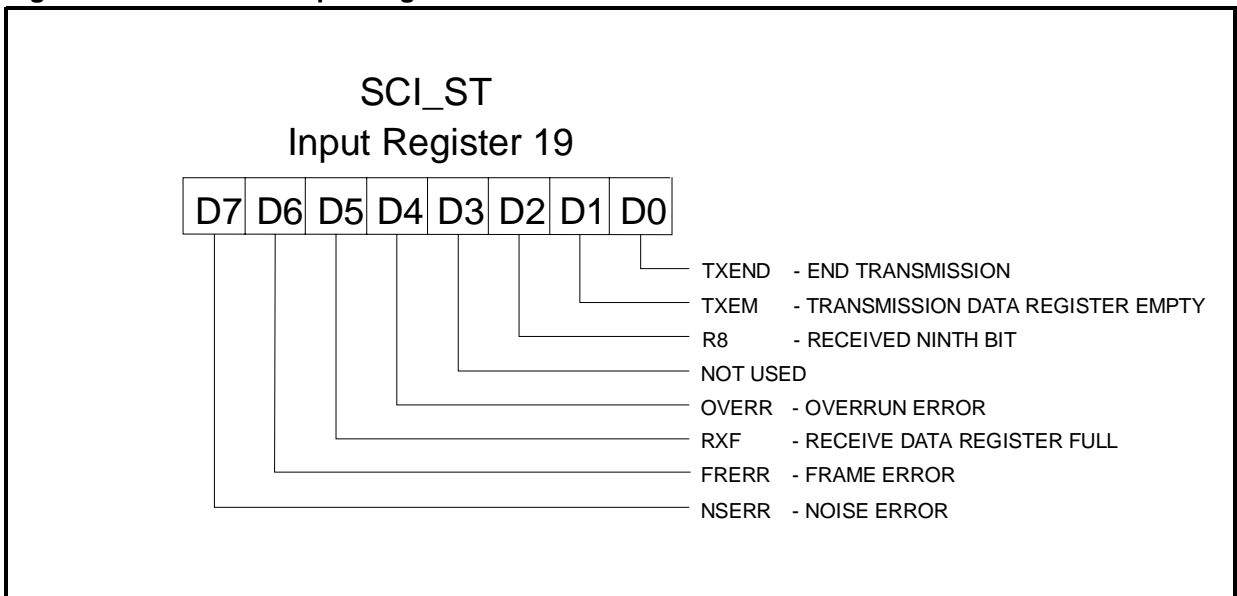 SCI_ST
Input Register 19
D7 D6 D5 D4 D3 D2 D1 D0
TXEND - END TRANSMISSION
TXEM - TRANSMISSION DATA REGISTER EMPTY
R8 - RECEIVED NINTH BIT
NOT USED
OVERR - OVERRUN ERROR
RXF - RECEIVE DATA REGISTER FULL
FRERR - FRAME ERROR
NSERR - NOISE ERROR